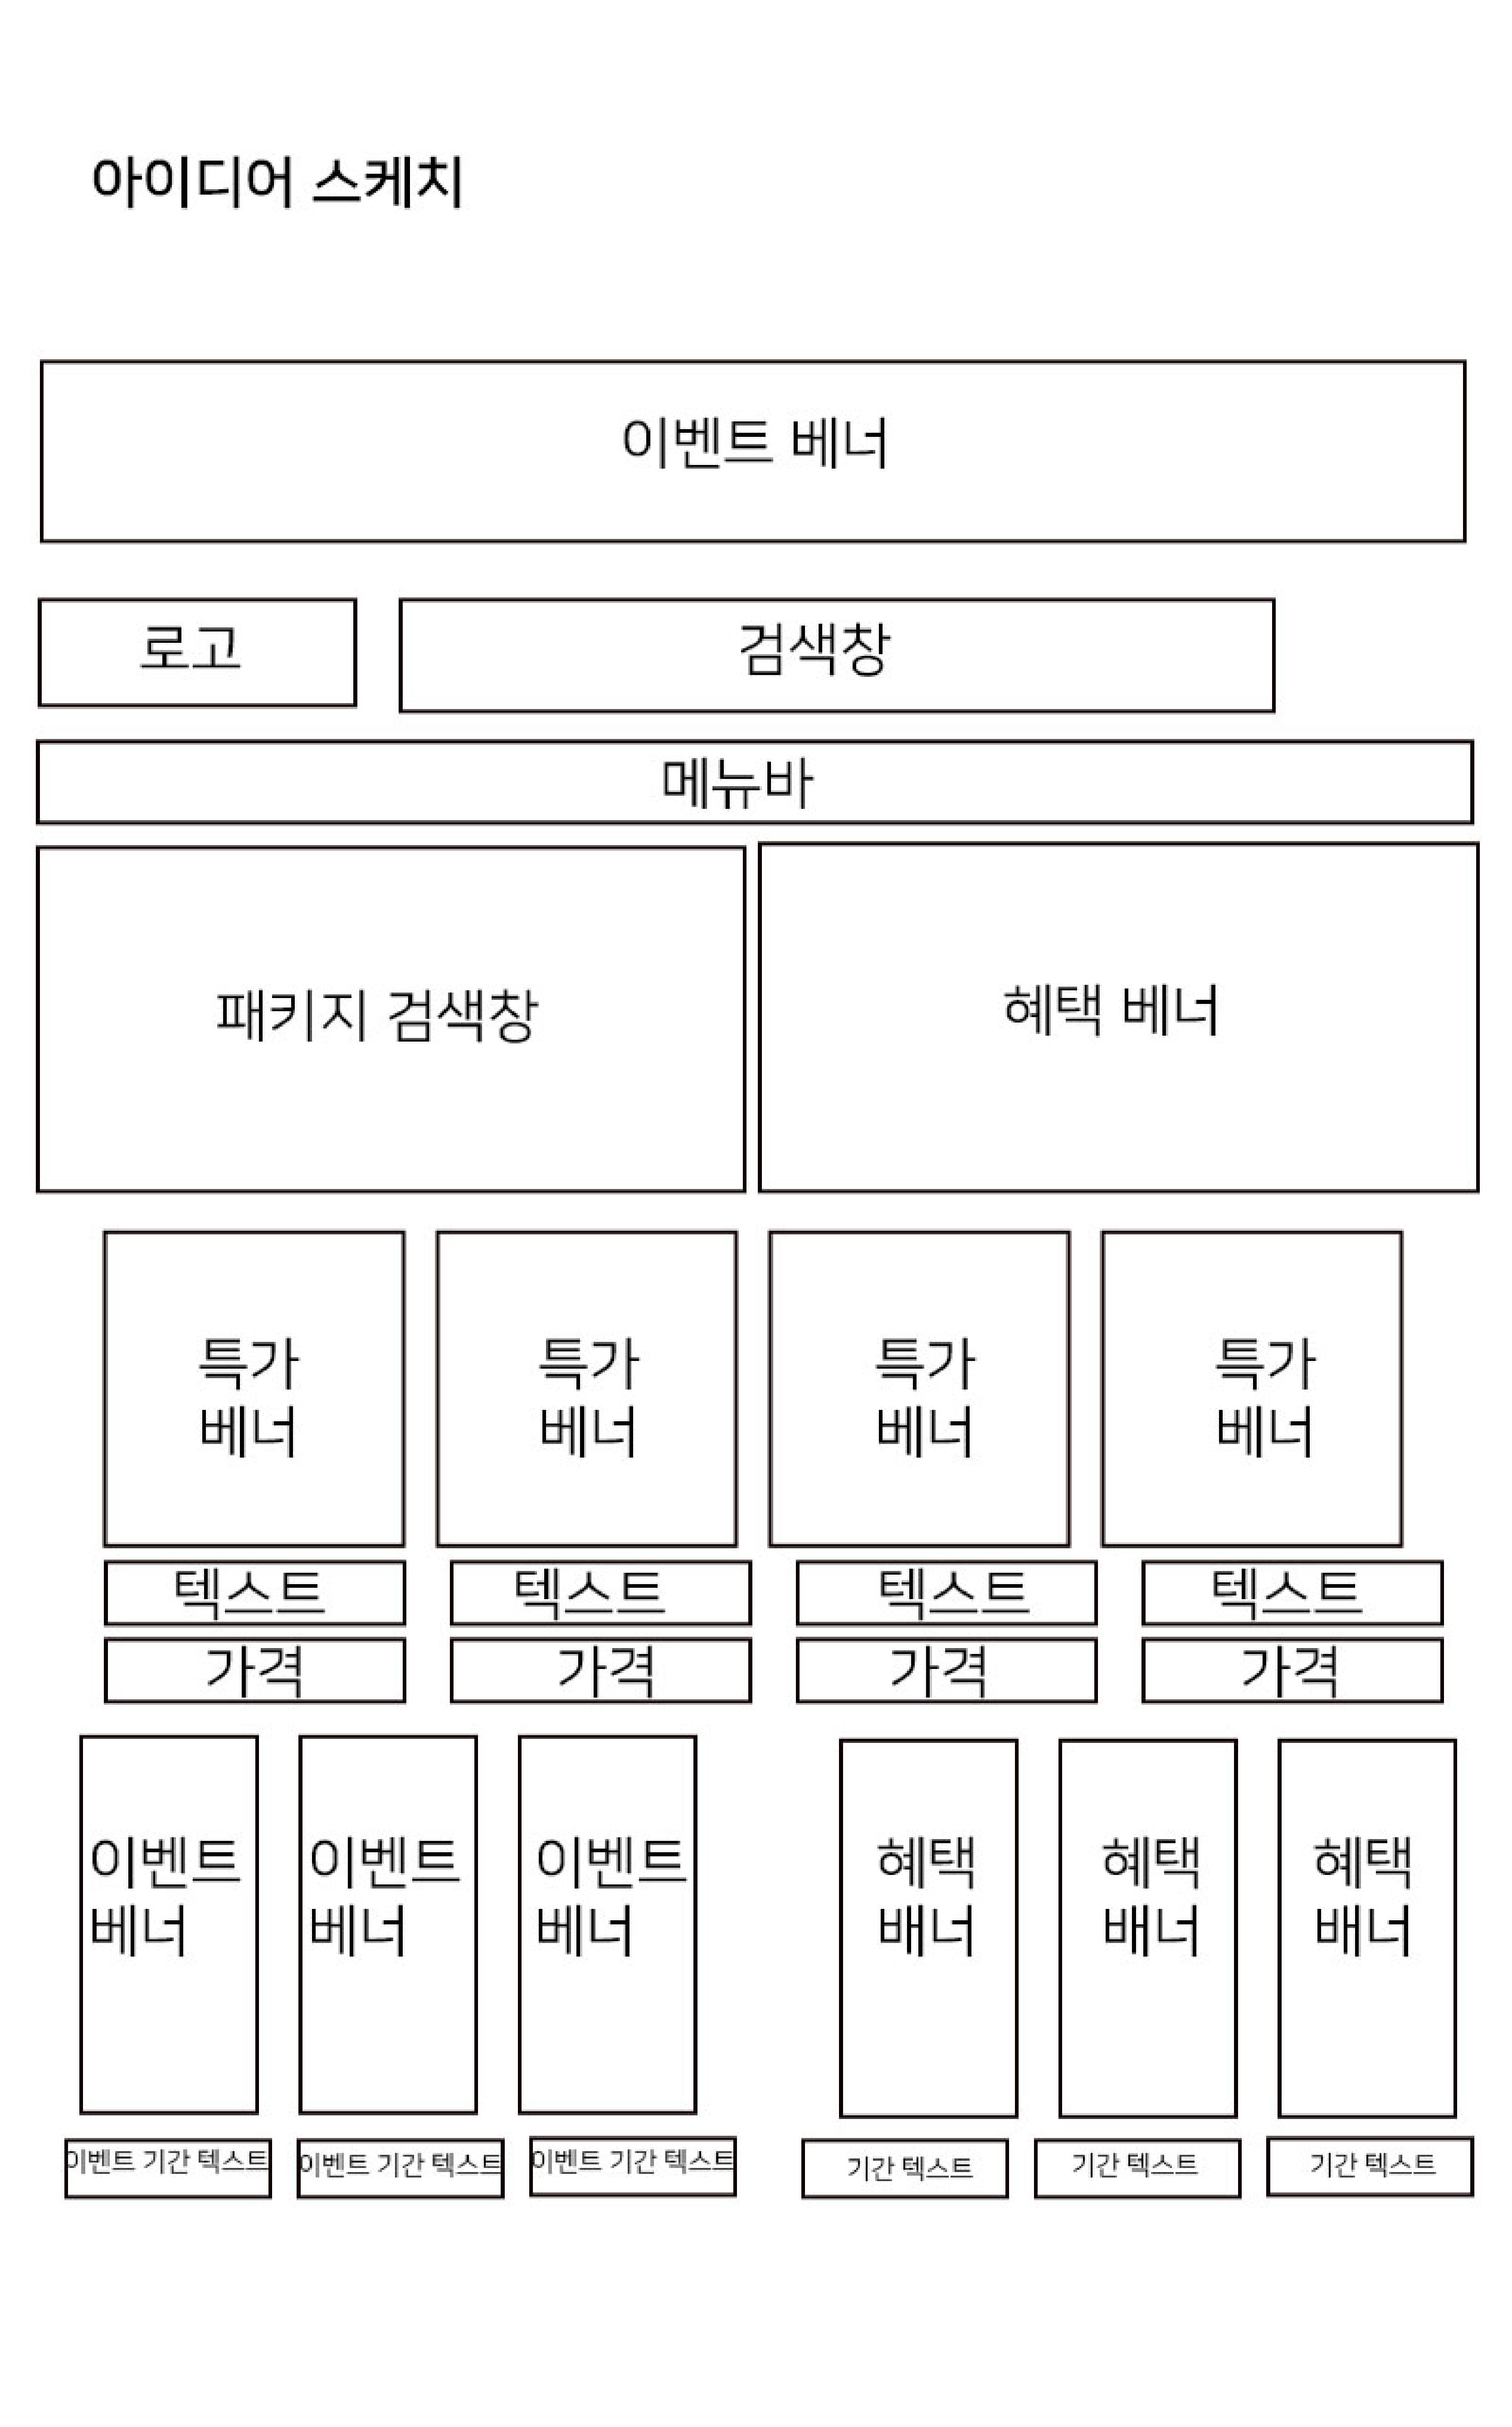 아이디어 스케치
이벤트 베너
로고
검색창
메뉴바
패키지 검색창
혜택 베너
특가
베너
특가
베너
특가
베너
특가
베너
텍스트
텍스트
텍스트
텍스트
가격
가격
가격
가격
이벤트
베너
이벤트
베너
이벤트
베너
혜택
배너
혜택
배너
혜택
배너
이벤트 기간 텍스트
이벤트 기간 텍스트
이벤트 기간 텍스트
기간 텍스트
기간 텍스트
기간 텍스트